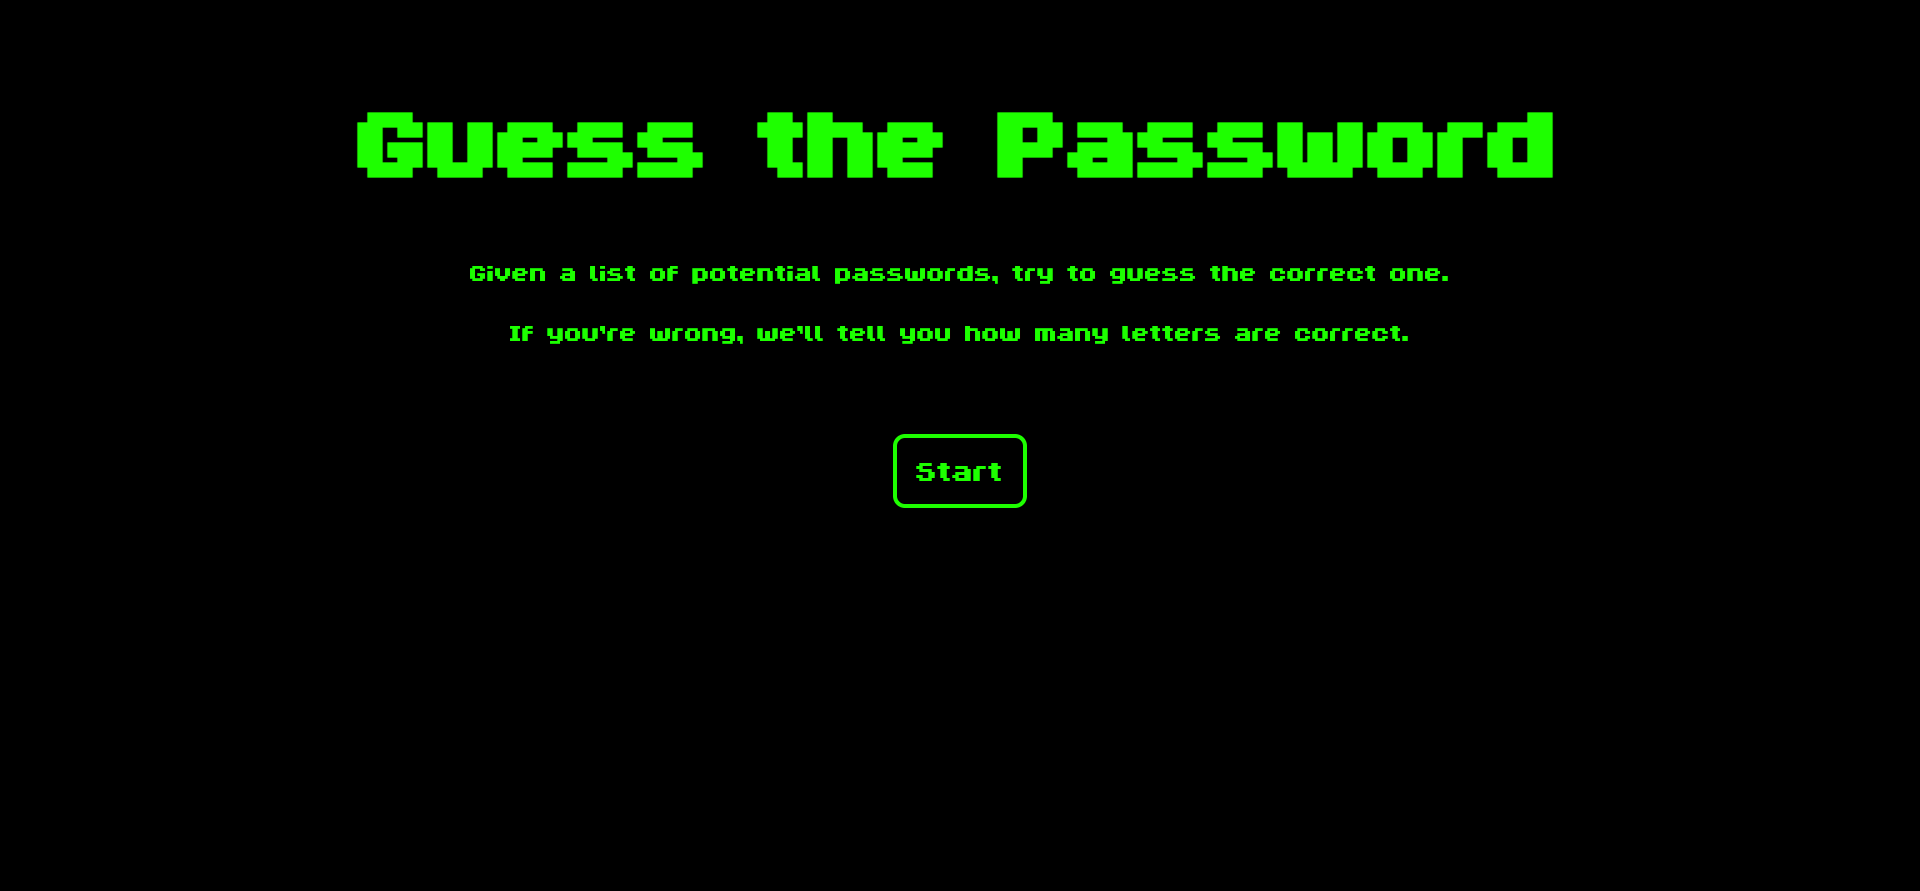 Guess the Password
Given a list of potential passwords, try to guess the correct one.
If you're wrong, we'll tell you how many letters are correct.
Start